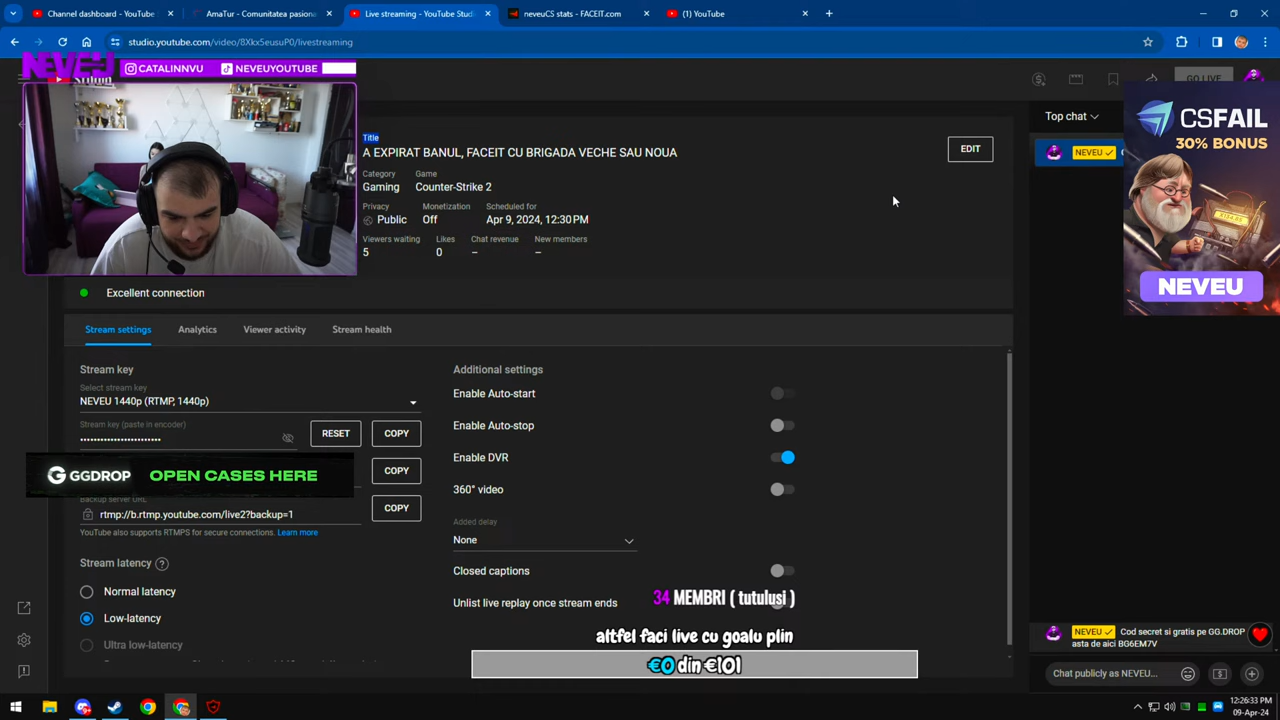 Channel dashboard - YouTube
AmaTur - Comunitatea pasiona
Live streaming - YouTube Studi
neveuCS stats - FACEIT.com
(1) YouTube
studio.youtube.com/video/8Xkx5eusuP0/livestreaming
NEVEU
CATALINNVU
NEVEUYOUTUBE
GO LIVE
Title
A EXPIRAT BANUL, FACEIT CU BRIGADA VECHE SAU NOUA
EDIT
Category
Game
Gaming
Counter-Strike 2
Privacy
Monetization
Scheduled for
Public
Off
Apr 9, 2024, 12:30 PM
Viewers waiting
Likes
Chat revenue
New members
5
0
–
–
Excellent connection
Stream settings
Analytics
Viewer activity
Stream health
Stream key
Select stream key
NEVEU 1440p (RTMP, 1440p)
Stream key (paste in encoder)
••••••••••••••••••••••••
RESET
COPY
GGDROP
OPEN CASES HERE
COPY
Backup server URL
rtmp://b.rtmp.youtube.com/live2?backup=1
COPY
YouTube also supports RTMPS for secure connections. Learn more
Stream latency
Normal latency
Low-latency
Ultra low-latency
Additional settings
Enable Auto-start
Enable Auto-stop
Enable DVR
360° video
Added delay
None
Closed captions
Unlist live replay once stream ends
34 MEMBRI ( tutulusi )
altfel faci live cu goalu plin
€0 din €101
Top chat
NEVEU
CSFAIL
30% BONUS
NEVEU
NEVEU Cod secret si gratis pe GG.DROP
asta de aici BG6EM7V
Chat publicly as NEVEU...
12:26:33
09-Apr-24